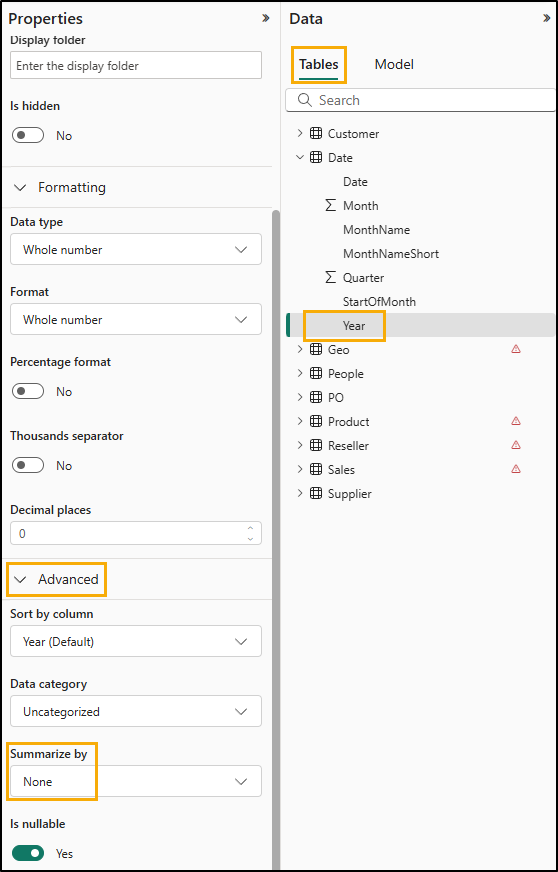 Properties
Display folder
Enter the display folder
Is hidden
No
Formatting
Data type
Whole number
Format
Whole number
Percentage format
No
Thousands separator
No
Decimal places
0
Advanced
Sort by column
Year (Default)
Data category
Uncategorized
Summarize by
None
Is nullable
Yes
Data
Tables Model
Search
Customer
Date
Date
Month
MonthName
MonthNameShort
Quarter
StartOfMonth
Year
Geo
People
PO
Product
Reseller
Sales
Supplier